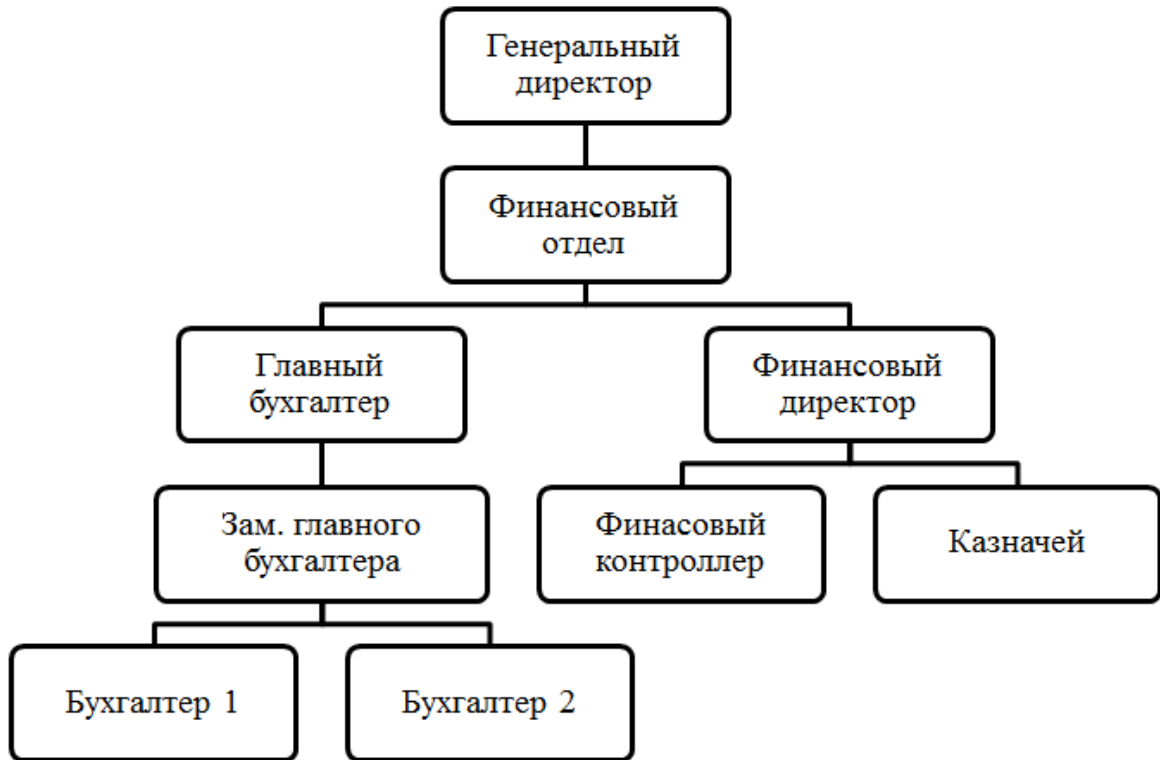 Генеральный
директор
Финансовый
отдел
Главный
бухгалтер
Финансовый
директор
Зам. главного
бухгалтера
Финасовый
контроллер
Казначей
Бухгалтер 1
Бухгалтер 2